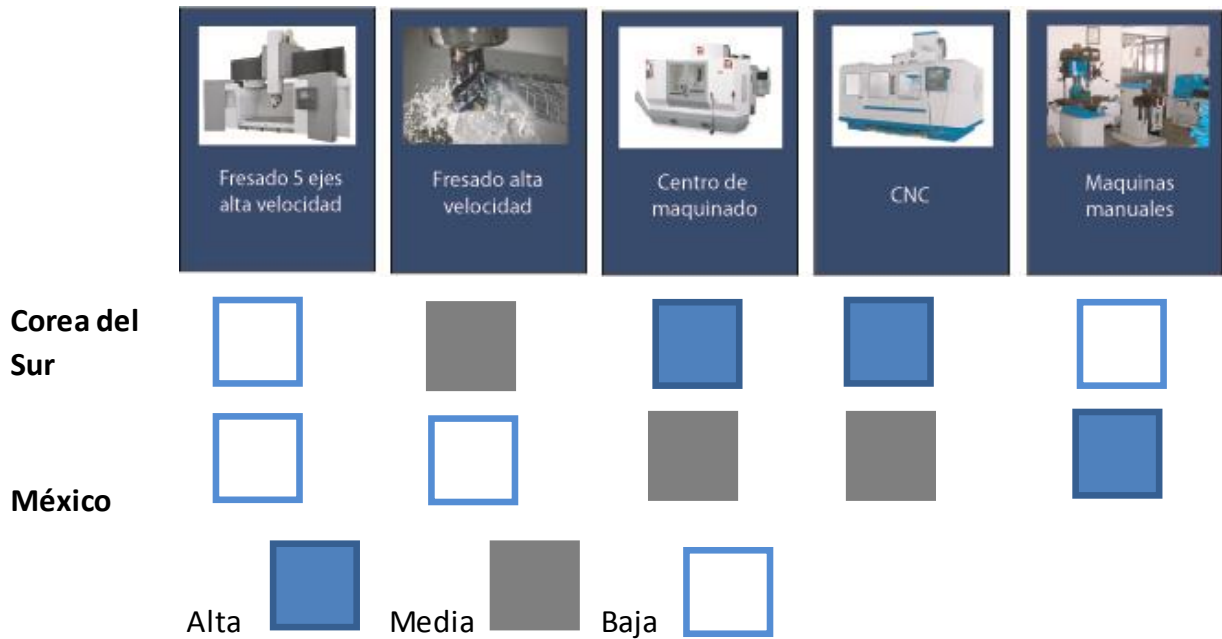 Fresado 5 ejes
alta velocidad
Fresado alta
velocidad
Centro de
maquinado
CNC
Maquinas
manuales
Corea del
Sur
México
Alta
Media
Baja